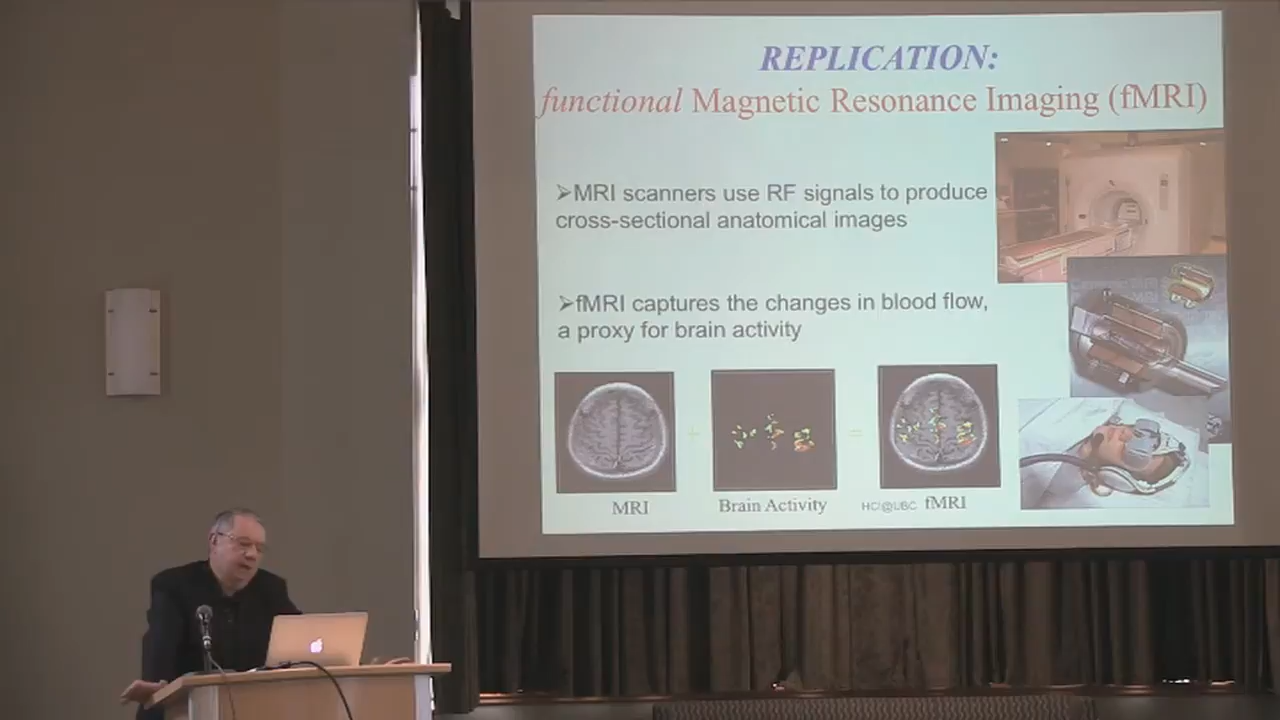 REPLICATION:
functional Magnetic Resonance Imaging (fMRI)
➢MRI scanners use RF signals to produce
cross-sectional anatomical images
➢fMRI captures the changes in blood flow,
a proxy for brain activity
+ =
MRI Brain Activity HCI@UBC fMRI